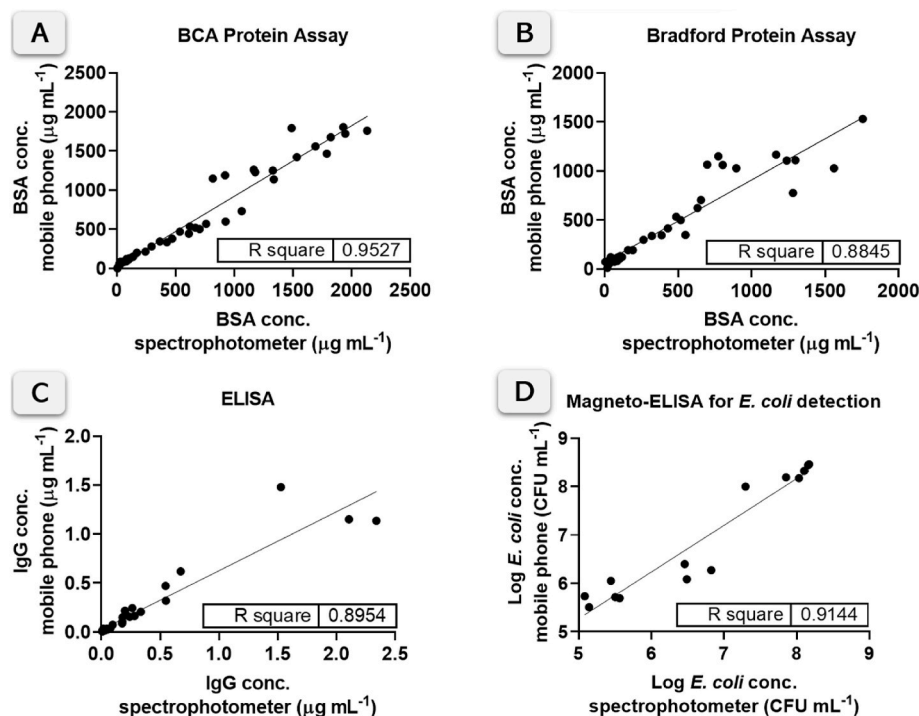 A
BCA Protein Assay
BSA conc.
mobile phone (µg mL⁻¹)
2500
2000
1500
1000
500
0
R square 0.9527
0 500 1000 1500 2000 2500
BSA conc.
spectrophotometer (µg mL⁻¹)
B
Bradford Protein Assay
BSA conc.
mobile phone (µg mL⁻¹)
2000
1500
1000
500
0
R square 0.8845
0 500 1000 1500 2000
BSA conc.
spectrophotometer (µg mL⁻¹)
C
ELISA
IgG conc.
mobile phone (µg mL⁻¹)
2.0
1.5
1.0
0.5
0.0
R square 0.8954
0.0 0.5 1.0 1.5 2.0 2.5
IgG conc.
spectrophotometer (µg mL⁻¹)
D
Magneto-ELISA for E. coli detection
Log E. coli conc.
mobile phone (CFU mL⁻¹)
9
8
7
6
5
R square 0.9144
5 6 7 8 9
Log E. coli conc.
spectrophotometer (CFU mL⁻¹)